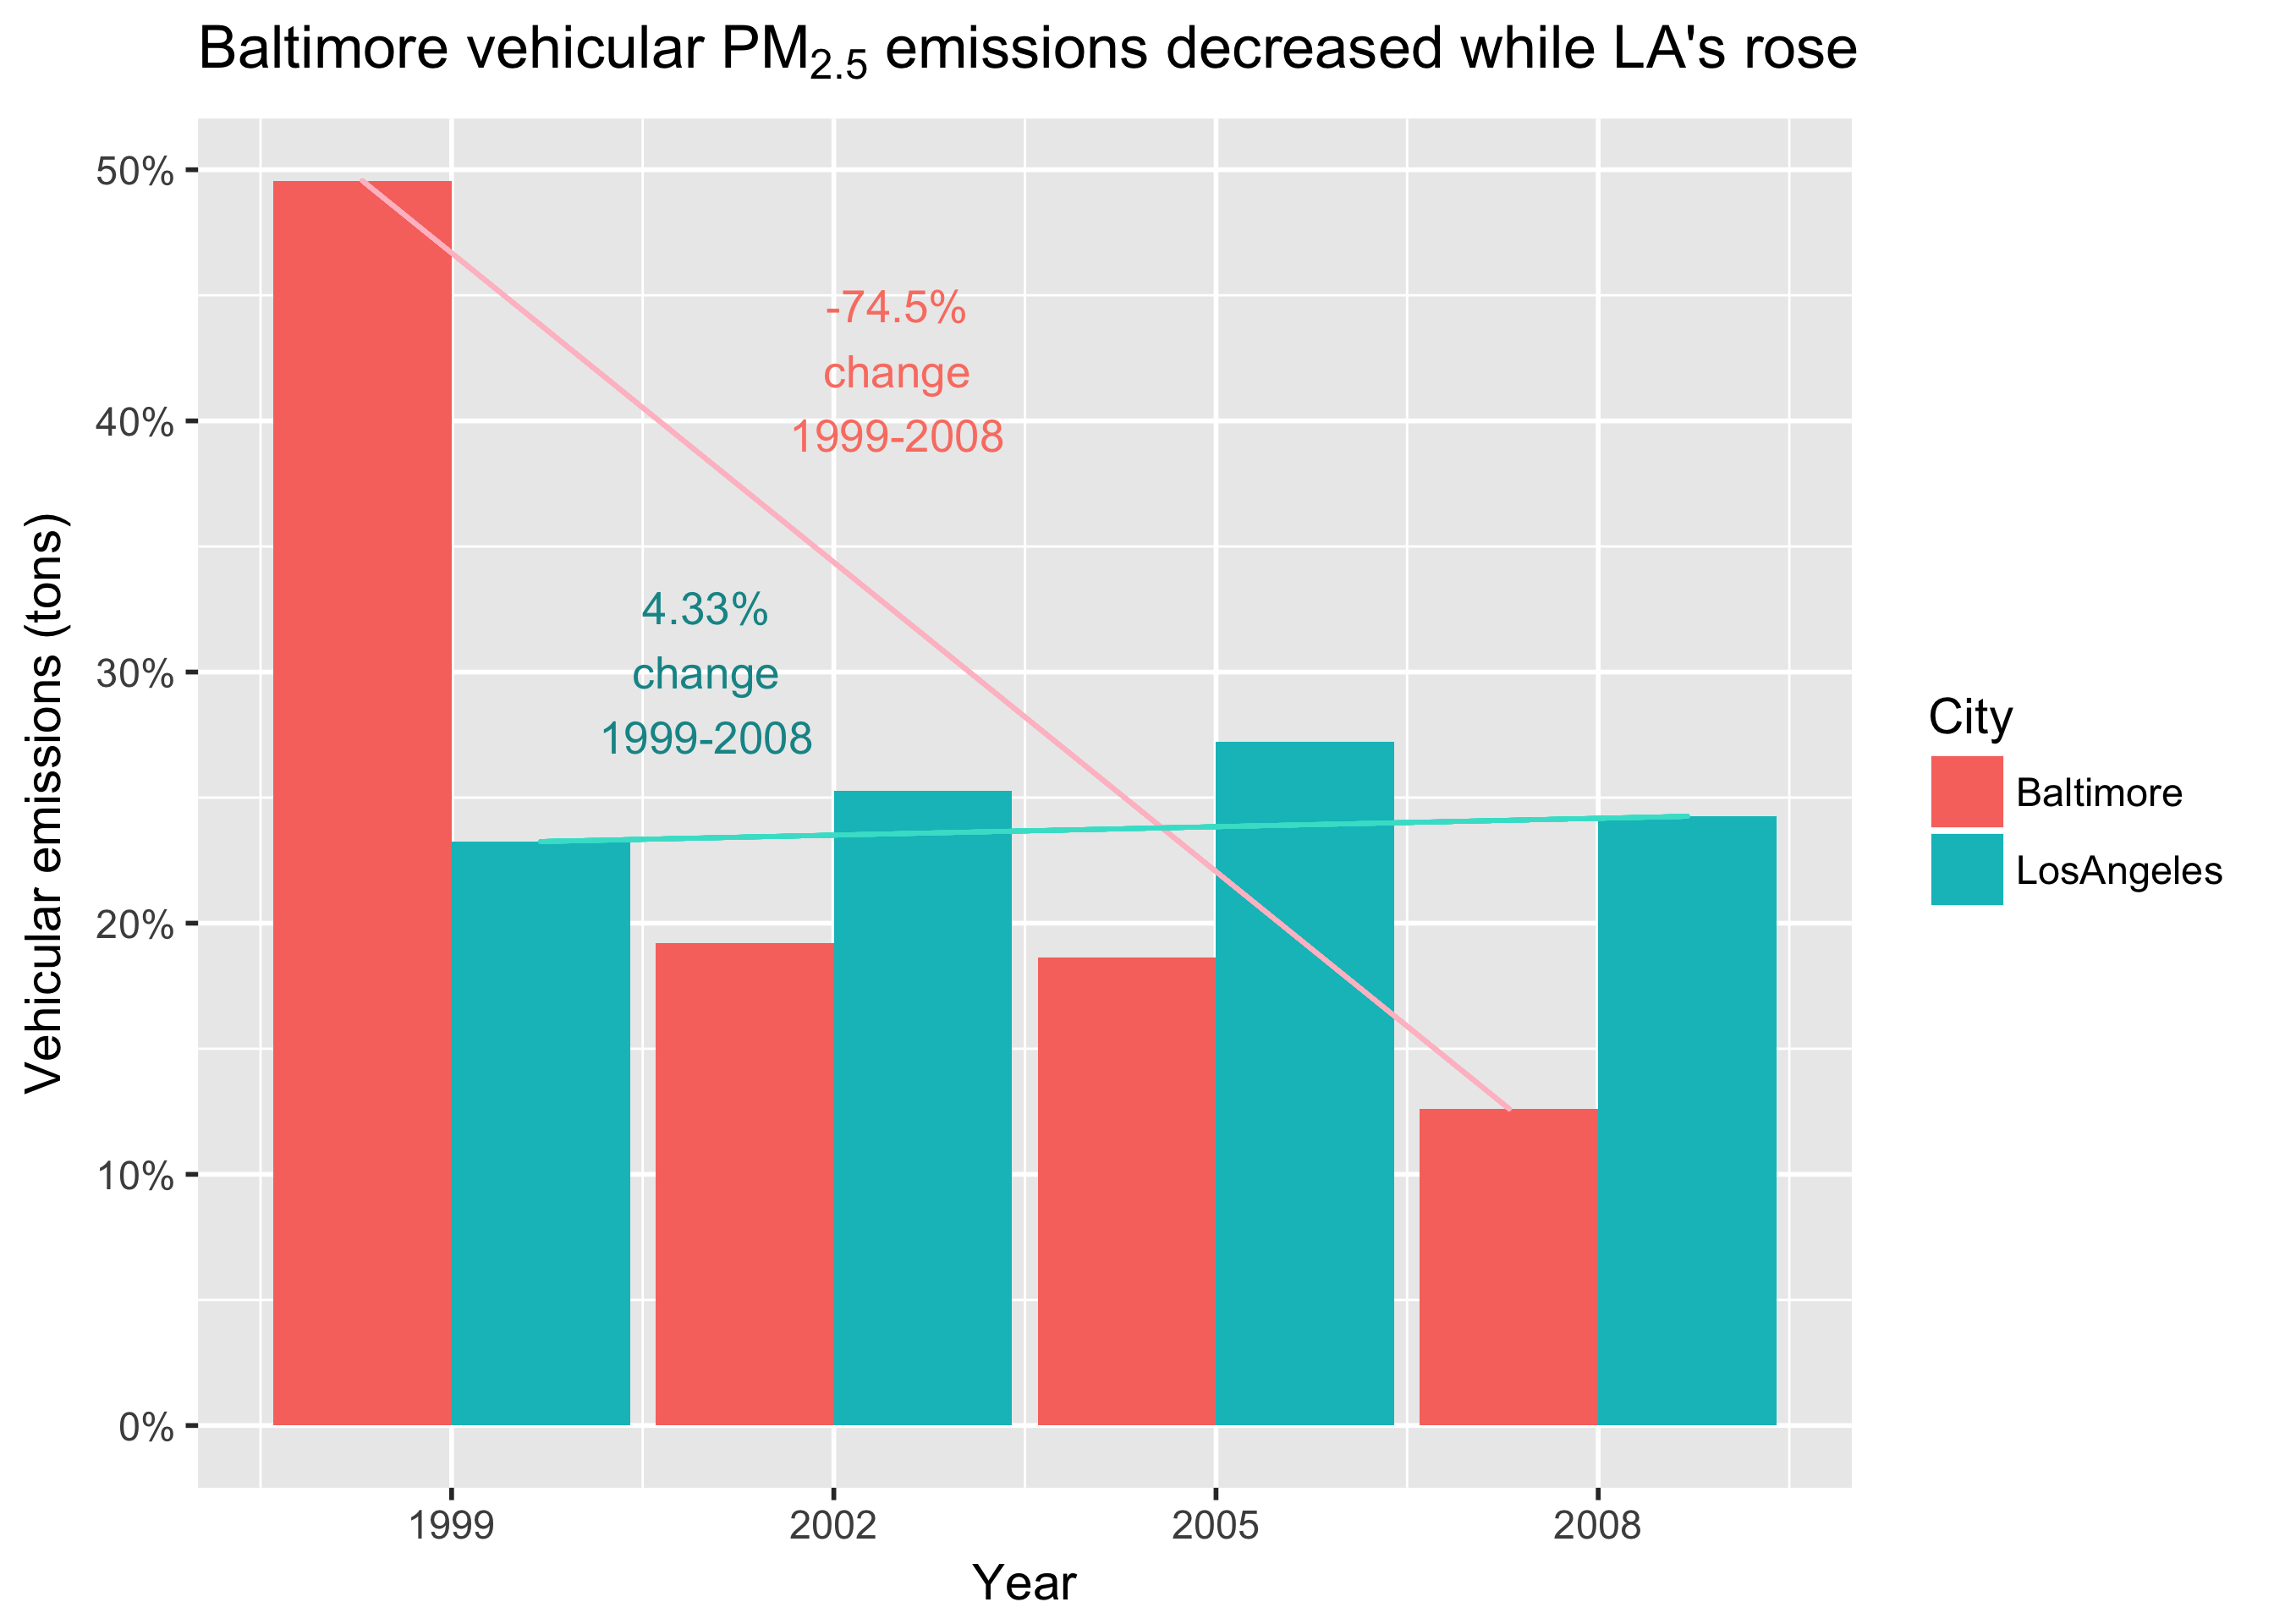 Baltimore vehicular PM2.5 emissions decreased while LA's rose
Vehicular emissions (tons)
50%
40%
30%
20%
10%
0%
-74.5%
change
1999-2008
4.33%
change
1999-2008
City
Baltimore
LosAngeles
1999
2002
2005
2008
Year